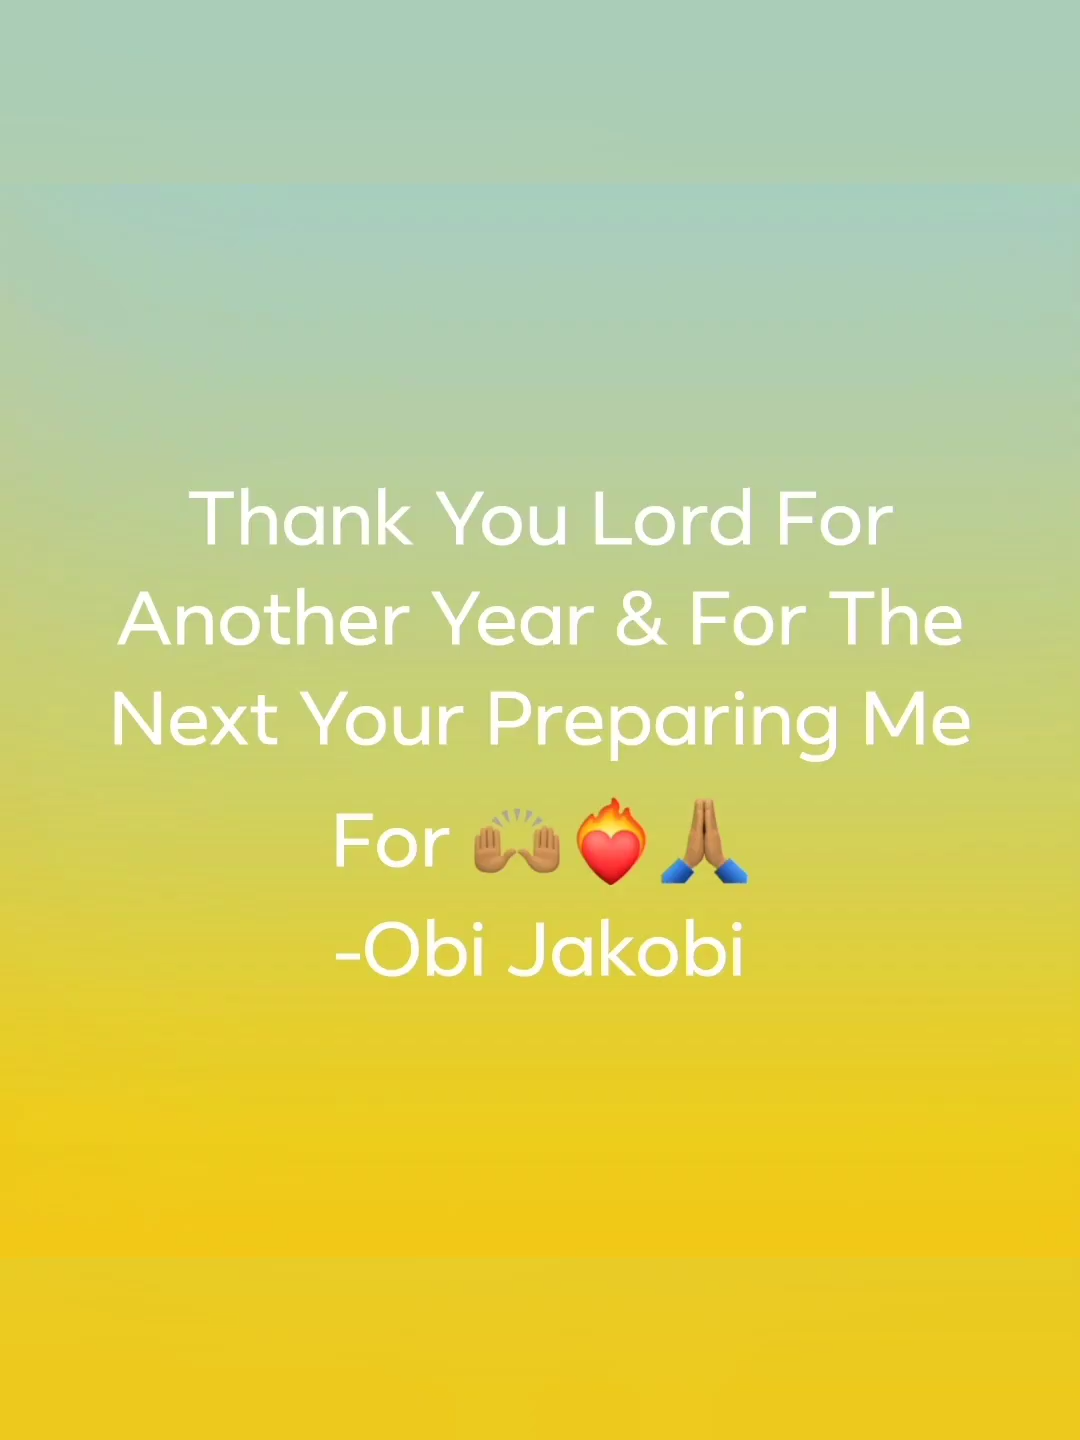 Thank You Lord For
Another Year & For The
Next Your Preparing Me
For 🙌🏽❤️‍🔥🙏🏽
-Obi Jakobi